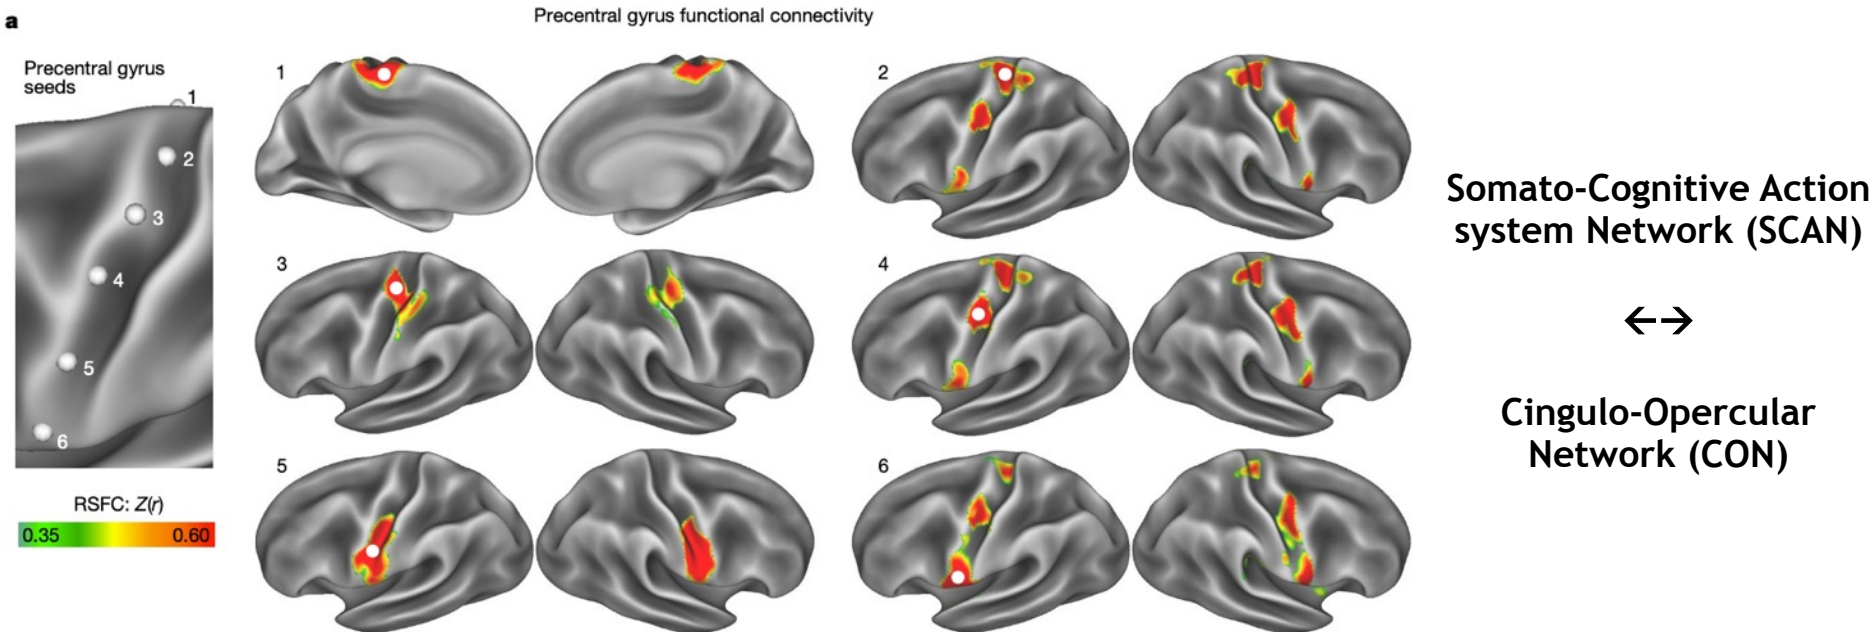 a
Precentral gyrus functional connectivity
Precentral gyrus
seeds
1
2
3
4
5
6
RSFC: Z(r)
0.35 0.60
1
2
3
4
5
6
Somato-Cognitive Action
system Network (SCAN)
←→
Cingulo-Opercular
Network (CON)